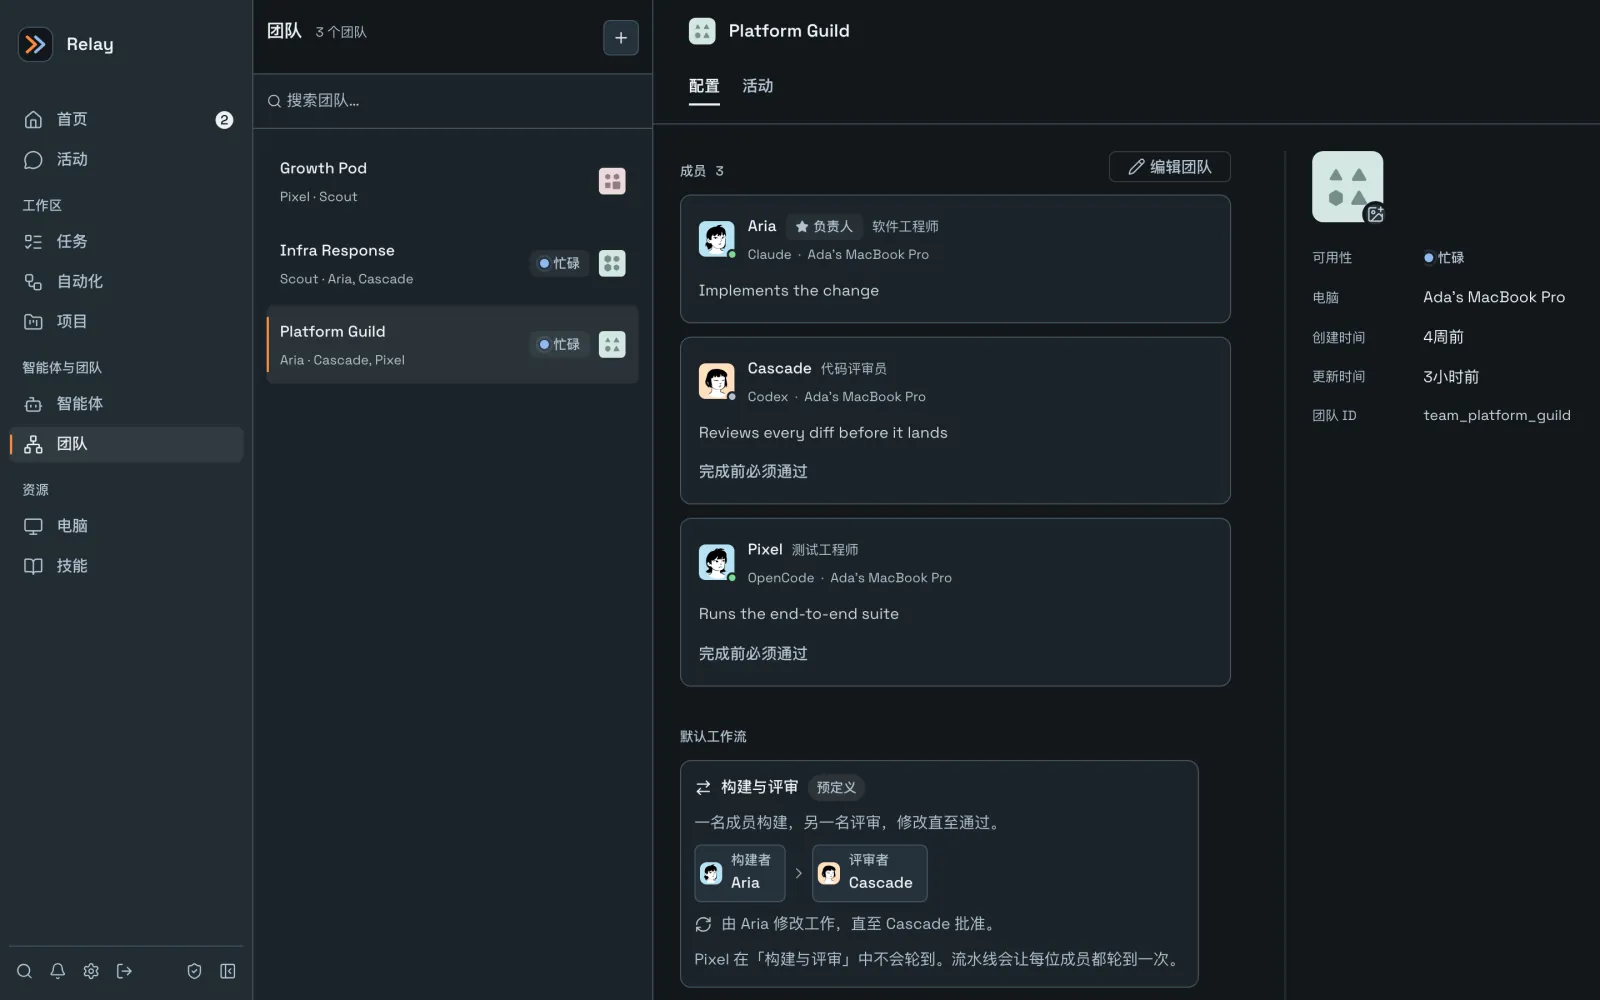 Relay
首页
2
活动
工作区
任务
自动化
项目
智能体与团队
智能体
团队
资源
电脑
技能
团队 3 个团队
搜索团队...
Growth Pod
Pixel · Scout
Infra Response
Scout · Aria, Cascade
忙碌
Platform Guild
Aria · Cascade, Pixel
忙碌
Platform Guild
配置 活动
成员 3
编辑团队
Aria 负责人 软件工程师
Claude · Ada's MacBook Pro
Implements the change
Cascade 代码评审员
Codex · Ada's MacBook Pro
Reviews every diff before it lands
完成前必须通过
Pixel 测试工程师
OpenCode · Ada's MacBook Pro
Runs the end-to-end suite
完成前必须通过
默认工作流
构建与评审 预定义
一名成员构建，另一名评审，修改直至通过。
构建者
Aria
评审者
Cascade
由 Aria 修改工作，直至 Cascade 批准。
Pixel 在「构建与评审」中不会轮到。流水线会让每位成员都轮到一次。
可用性 忙碌
电脑 Ada's MacBook Pro
创建时间 4周前
更新时间 3小时前
团队 ID team_platform_guild